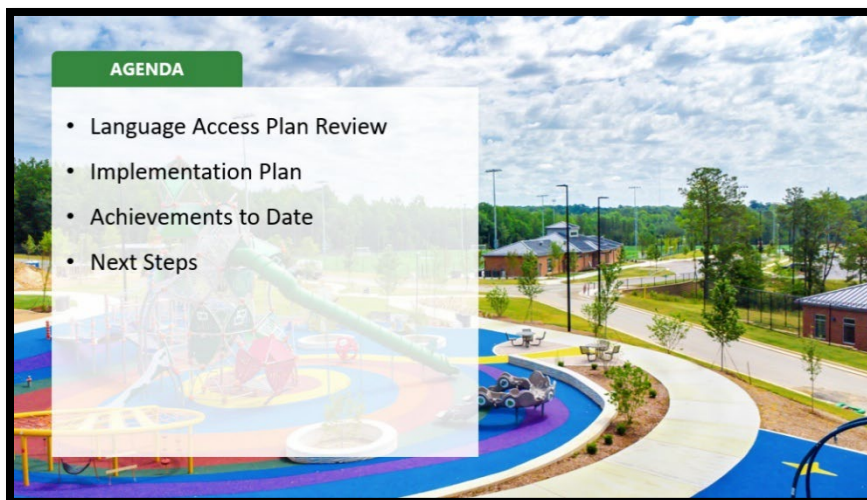 AGENDA
• Language Access Plan Review
• Implementation Plan
• Achievements to Date
• Next Steps